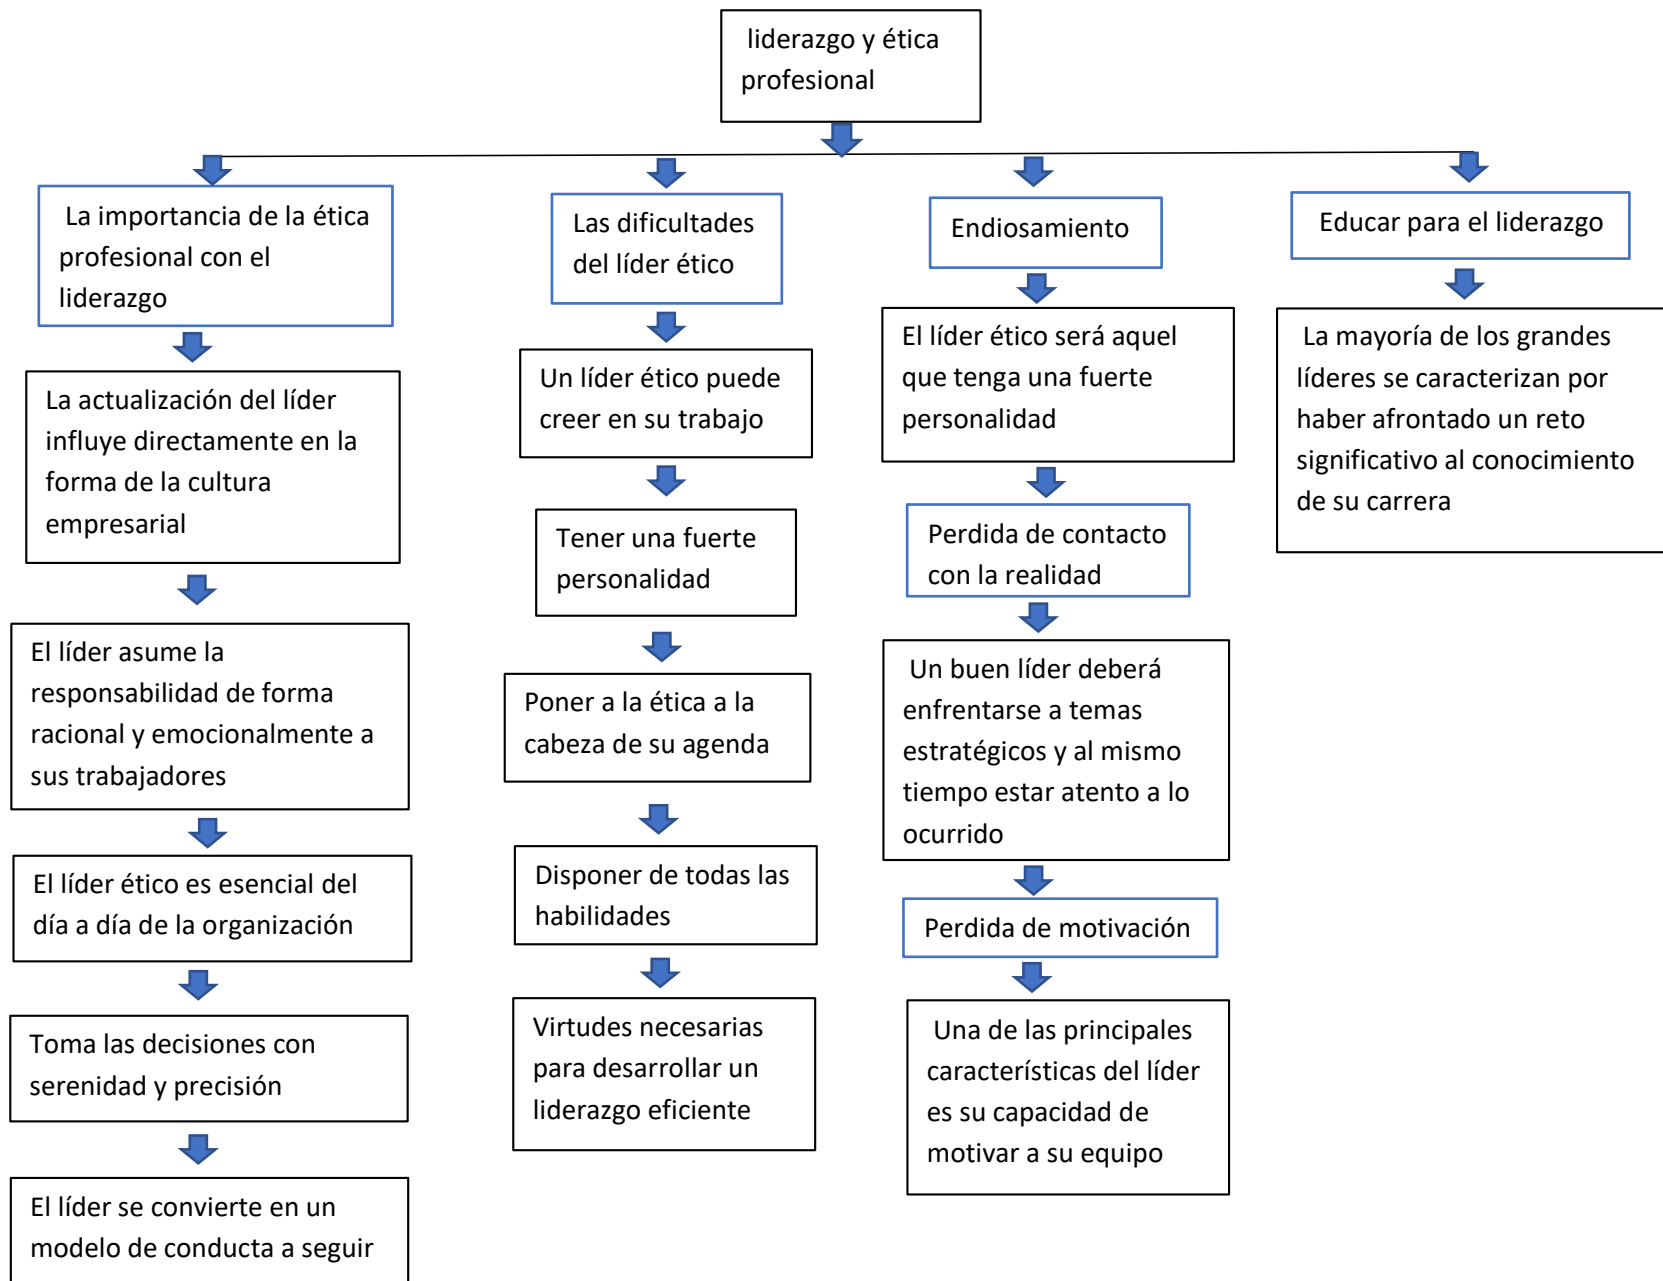 liderazgo y ética
profesional
La importancia de la ética
profesional con el
liderazgo
La actualización del líder
influye directamente en la
forma de la cultura
empresarial
El líder asume la
responsabilidad de forma
racional y emocionalmente a
sus trabajadores
El líder ético es esencial del
día a día de la organización
Toma las decisiones con
serenidad y precisión
El líder se convierte en un
modelo de conducta a seguir
Las dificultades
del líder ético
Un líder ético puede
creer en su trabajo
Tener una fuerte
personalidad
Poner a la ética a la
cabeza de su agenda
Disponer de todas las
habilidades
Virtudes necesarias
para desarrollar un
liderazgo eficiente
Endiosamiento
El líder ético será aquel
que tenga una fuerte
personalidad
Perdida de contacto
con la realidad
Un buen líder deberá
enfrentarse a temas
estratégicos y al mismo
tiempo estar atento a lo
ocurrido
Perdida de motivación
Una de las principales
características del líder
es su capacidad de
motivar a su equipo
Educar para el liderazgo
La mayoría de los grandes
líderes se caracterizan por
haber afrontado un reto
significativo al conocimiento
de su carrera